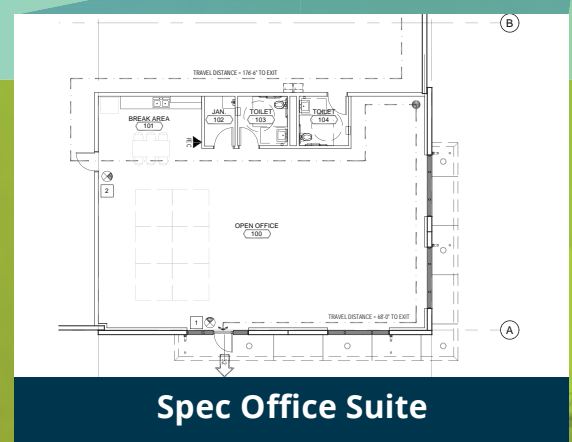 B
TRAVEL DISTANCE = 176'-6" TO EXIT
BREAK AREA
101
JAN.
102
TOILET
103
TOILET
104
2
OPEN OFFICE
100
1
TRAVEL DISTANCE = 68'-0" TO EXIT
A
Spec Office Suite